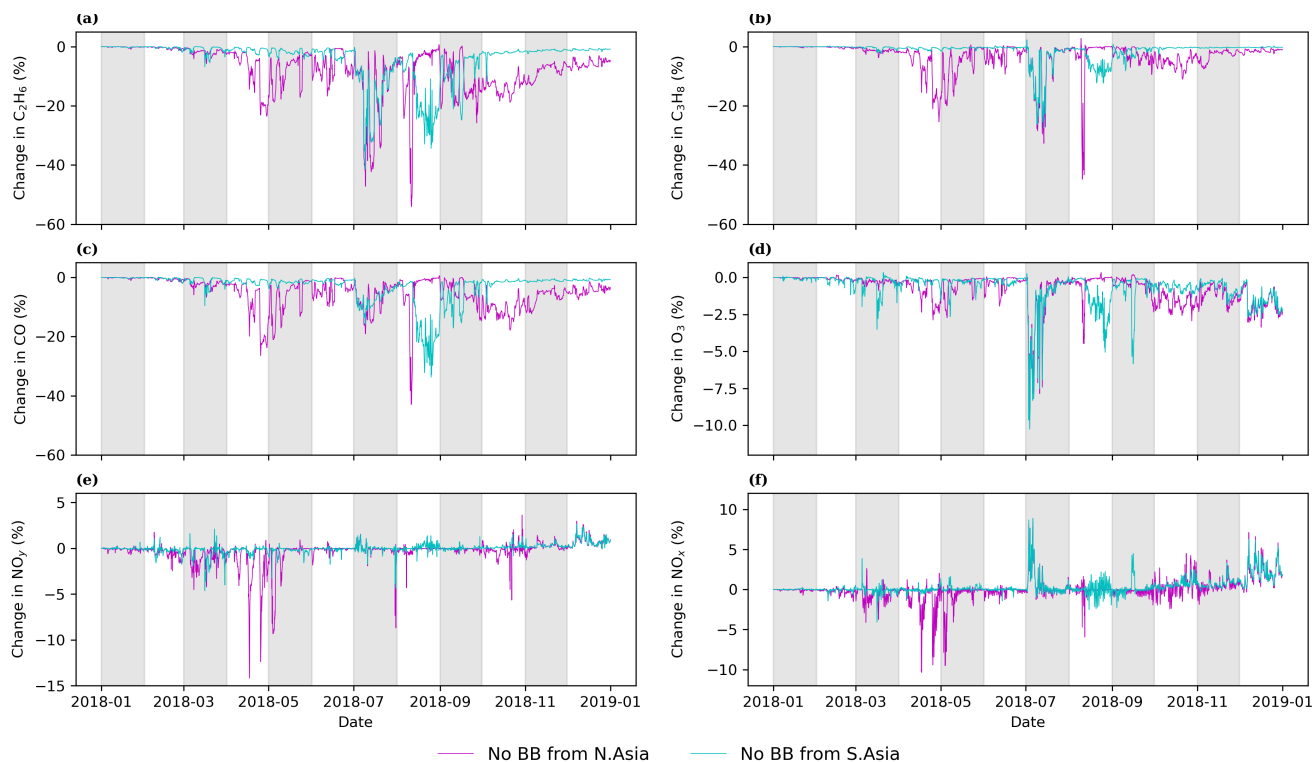 (a)
Change in C₂H₆ (%)
0
−20
−40
−60
(b)
Change in C₃H₈ (%)
0
−20
−40
−60
(c)
Change in CO (%)
0
−20
−40
−60
(d)
Change in O₃ (%)
0.0
−2.5
−5.0
−7.5
−10.0
(e)
Change in NOᵧ (%)
5
0
−5
−10
−15
2018-01 2018-03 2018-05 2018-07 2018-09 2018-11 2019-01
Date
(f)
Change in NOₓ (%)
10
5
0
−5
−10
2018-01 2018-03 2018-05 2018-07 2018-09 2018-11 2019-01
Date
No BB from N.Asia No BB from S.Asia